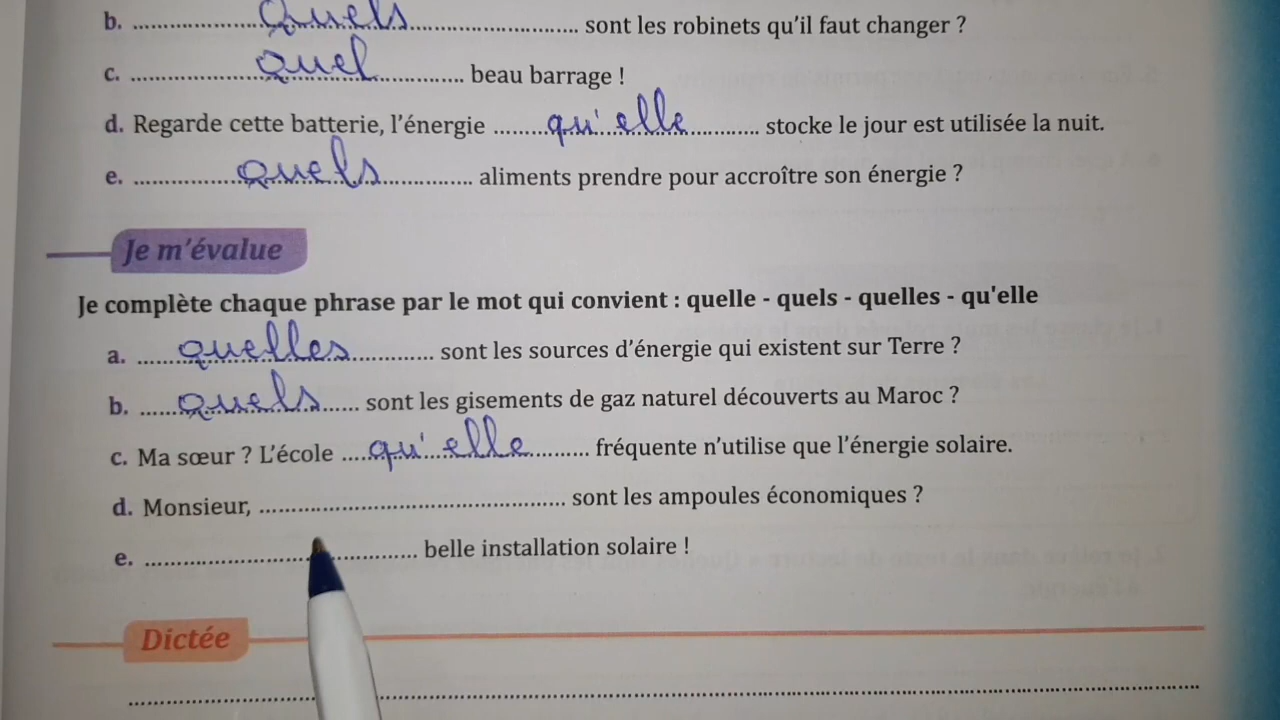 b. ........Quels........ sont les robinets qu'il faut changer ?
c. ........quel........ beau barrage !
d. Regarde cette batterie, l'énergie ........qu'elle........ stocke le jour est utilisée la nuit.
e. ........quels........ aliments prendre pour accroître son énergie ?
Je m'évalue
Je complète chaque phrase par le mot qui convient : quelle - quels - quelles - qu'elle
a. ........quelles........ sont les sources d'énergie qui existent sur Terre ?
b. ........quels........ sont les gisements de gaz naturel découverts au Maroc ?
c. Ma sœur ? L'école ........qu'elle........ fréquente n'utilise que l'énergie solaire.
d. Monsieur, ................ sont les ampoules économiques ?
e. ................ belle installation solaire !
Dictée